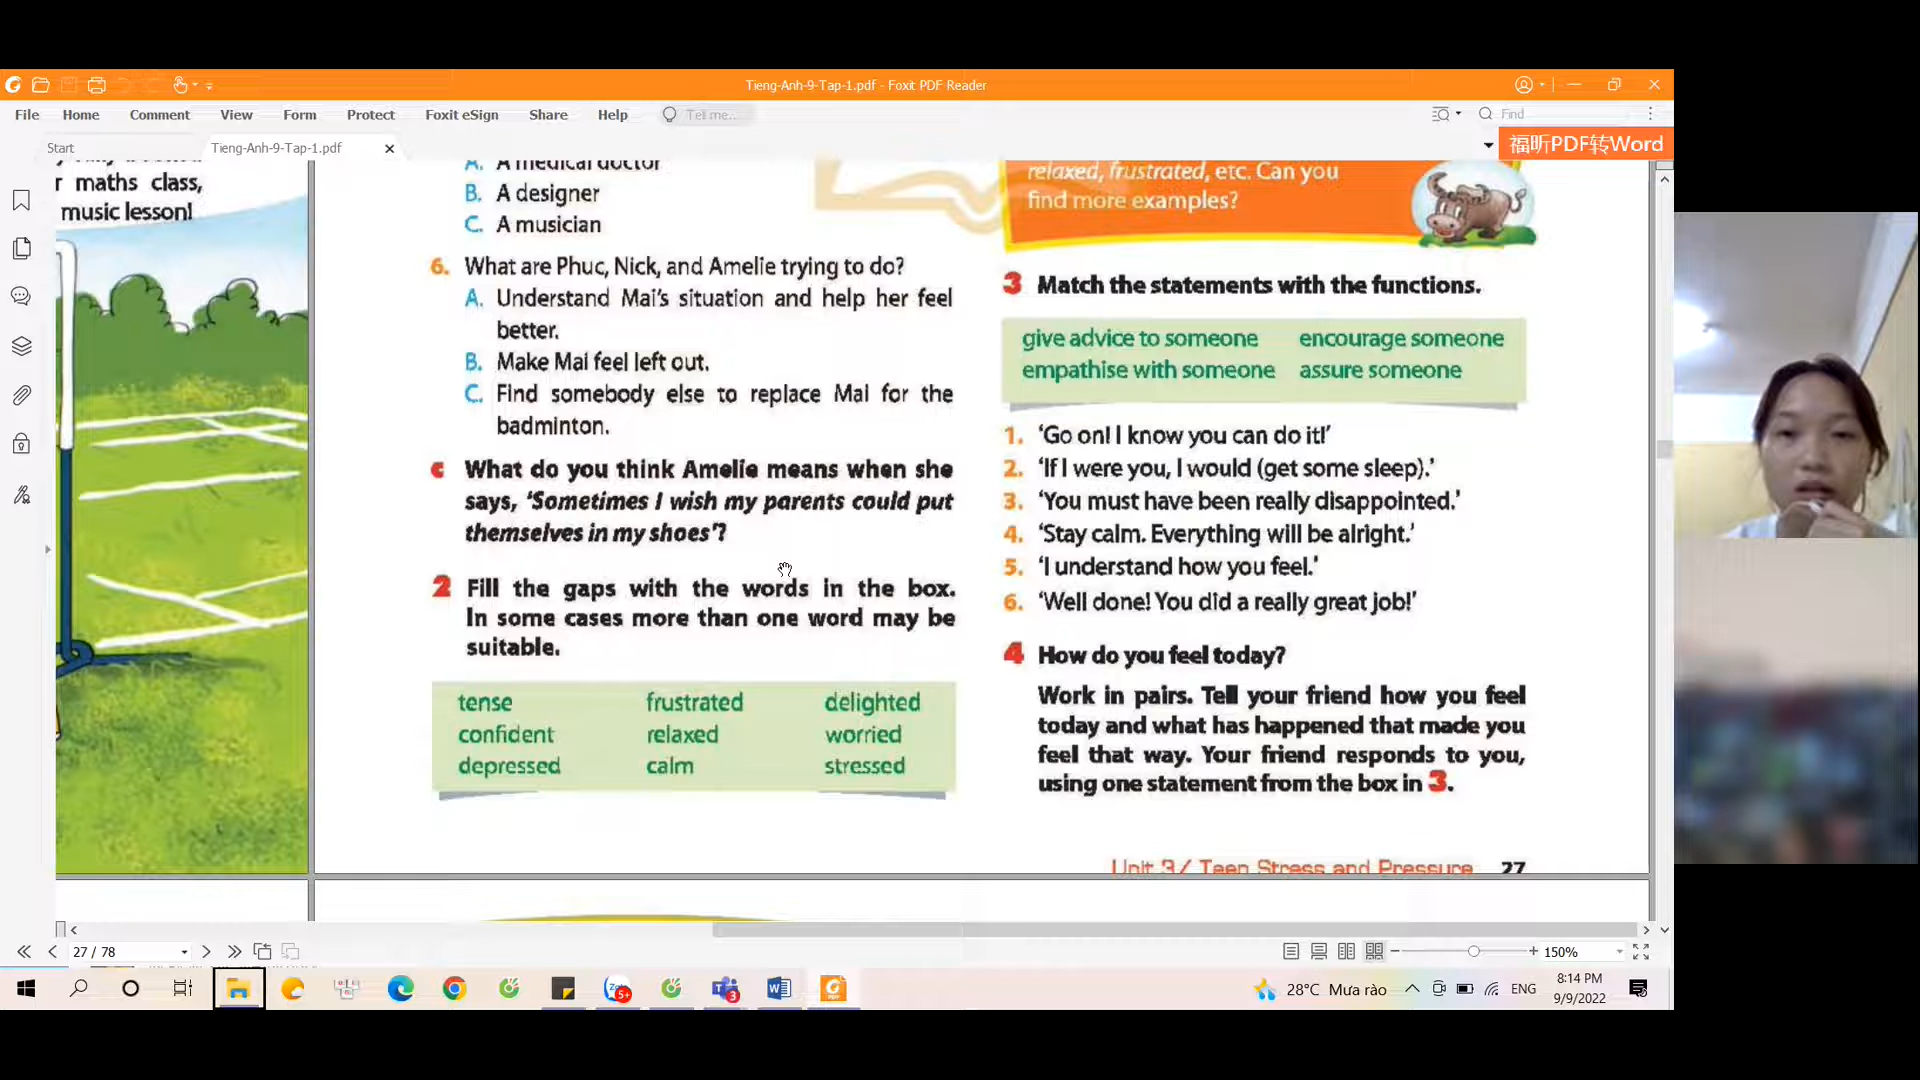 Tieng-Anh-9-Tap-1.pdf - Foxit PDF Reader
File Home Comment View Form Protect Foxit eSign Share Help Tell me... Find
Start Tieng-Anh-9-Tap-1.pdf
福昕PDF转Word
r maths class,
music lesson!
A. A medical doctor
B. A designer
C. A musician
6. What are Phuc, Nick, and Amelie trying to do?
A. Understand Mai's situation and help her feel
better.
B. Make Mai feel left out.
C. Find somebody else to replace Mai for the
badminton.
c What do you think Amelie means when she
says, 'Sometimes I wish my parents could put
themselves in my shoes'?
2 Fill the gaps with the words in the box.
In some cases more than one word may be
suitable.
tense frustrated delighted
confident relaxed worried
depressed calm stressed
relaxed, frustrated, etc. Can you
find more examples?
3 Match the statements with the functions.
give advice to someone encourage someone
empathise with someone assure someone
1. 'Go on! I know you can do it!'
2. 'If I were you, I would (get some sleep).'
3. 'You must have been really disappointed.'
4. 'Stay calm. Everything will be alright.'
5. 'I understand how you feel.'
6. 'Well done! You did a really great job!'
4 How do you feel today?
Work in pairs. Tell your friend how you feel
today and what has happened that made you
feel that way. Your friend responds to you,
using one statement from the box in 3.
Unit 3/ Teen Stress and Pressure 27
27 / 78
150%
28°C Mưa rào ENG
8:14 PM
9/9/2022